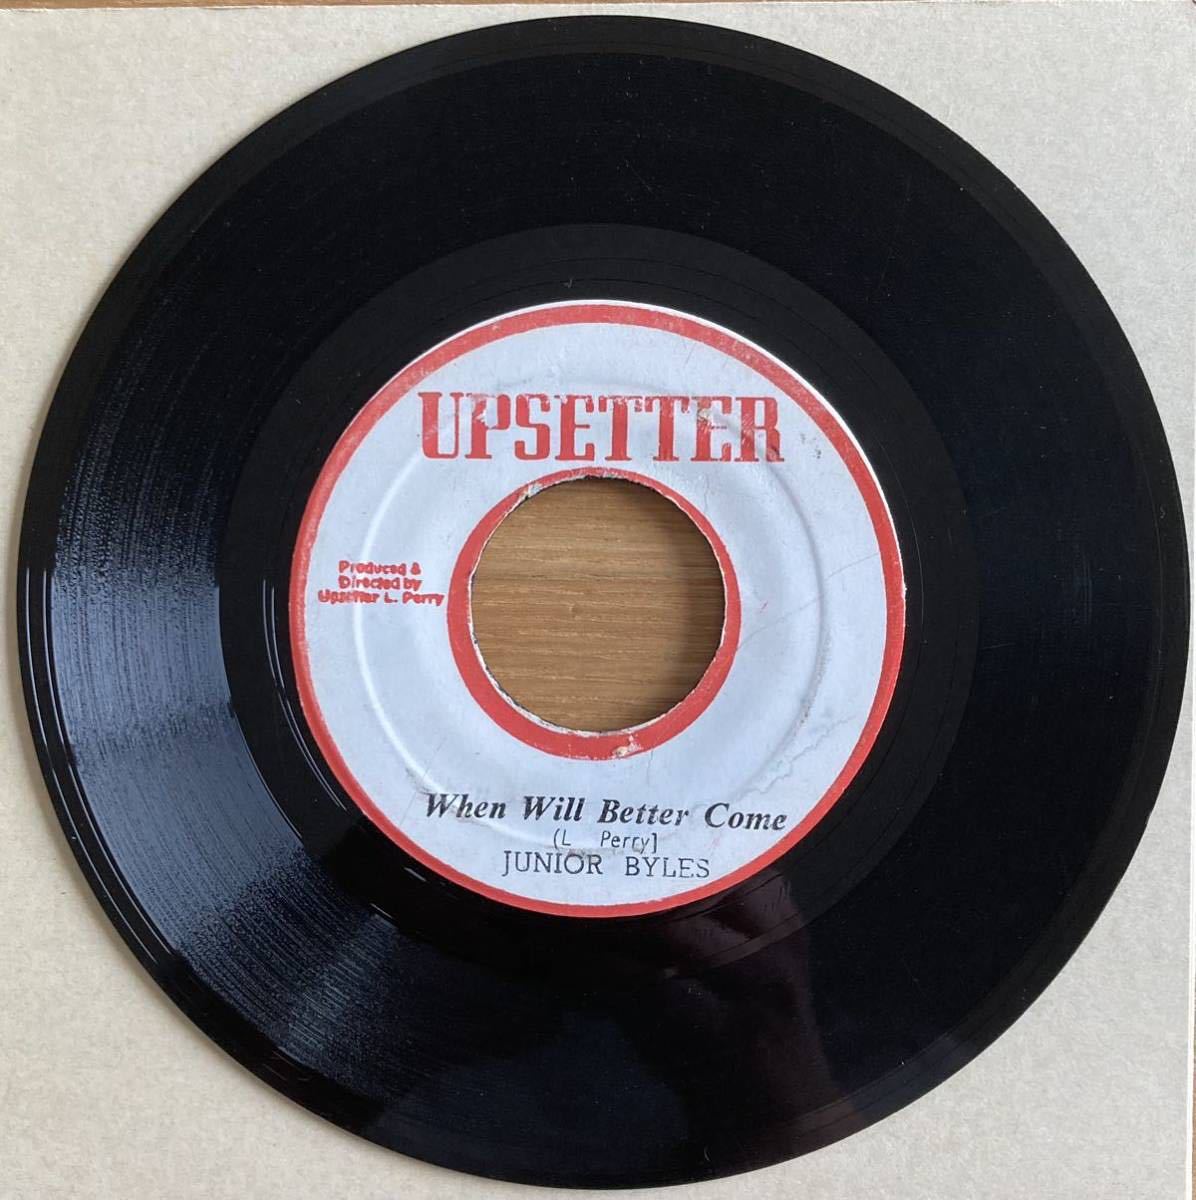 UPSETTER
Produced &
Directed by
Upsetter L. Perry
When Will Better Come
(L Perry]
JUNIOR BYLES